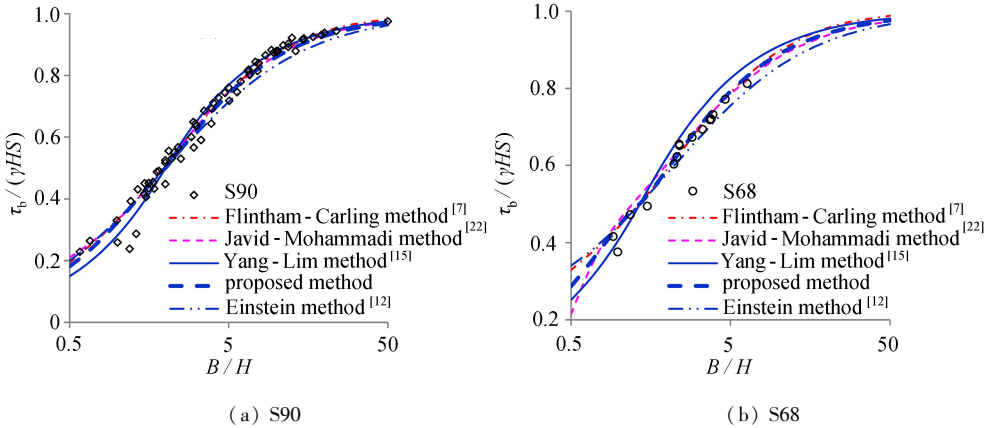 1.0
0.8
0.6
0.4
0.2
0
τb / (γHS)
0.5
5
50
B / H
S90
Flintham - Carling method [7]
Javid - Mohammadi method [22]
Yang - Lim method [15]
proposed method
Einstein method [12]
(a) S90
1.0
0.8
0.6
0.4
0.2
τb / (γHS)
0.5
5
50
B / H
S68
Flintham - Carling method [7]
Javid - Mohammadi method [22]
Yang - Lim method [15]
proposed method
Einstein method [12]
(b) S68